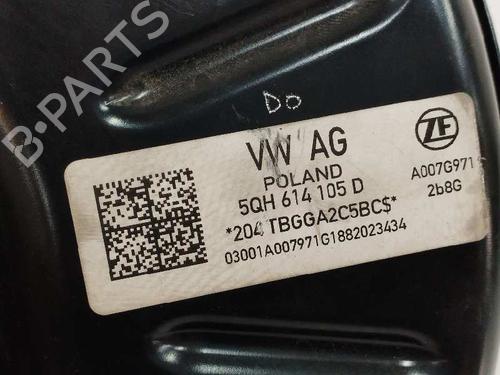 B-PARTS
DO
VW AG
POLAND
5QH 614 105 D
*204 TBGGA2C5BC$*
03001A007971G1882023434
ZF
A007G971
2b8G